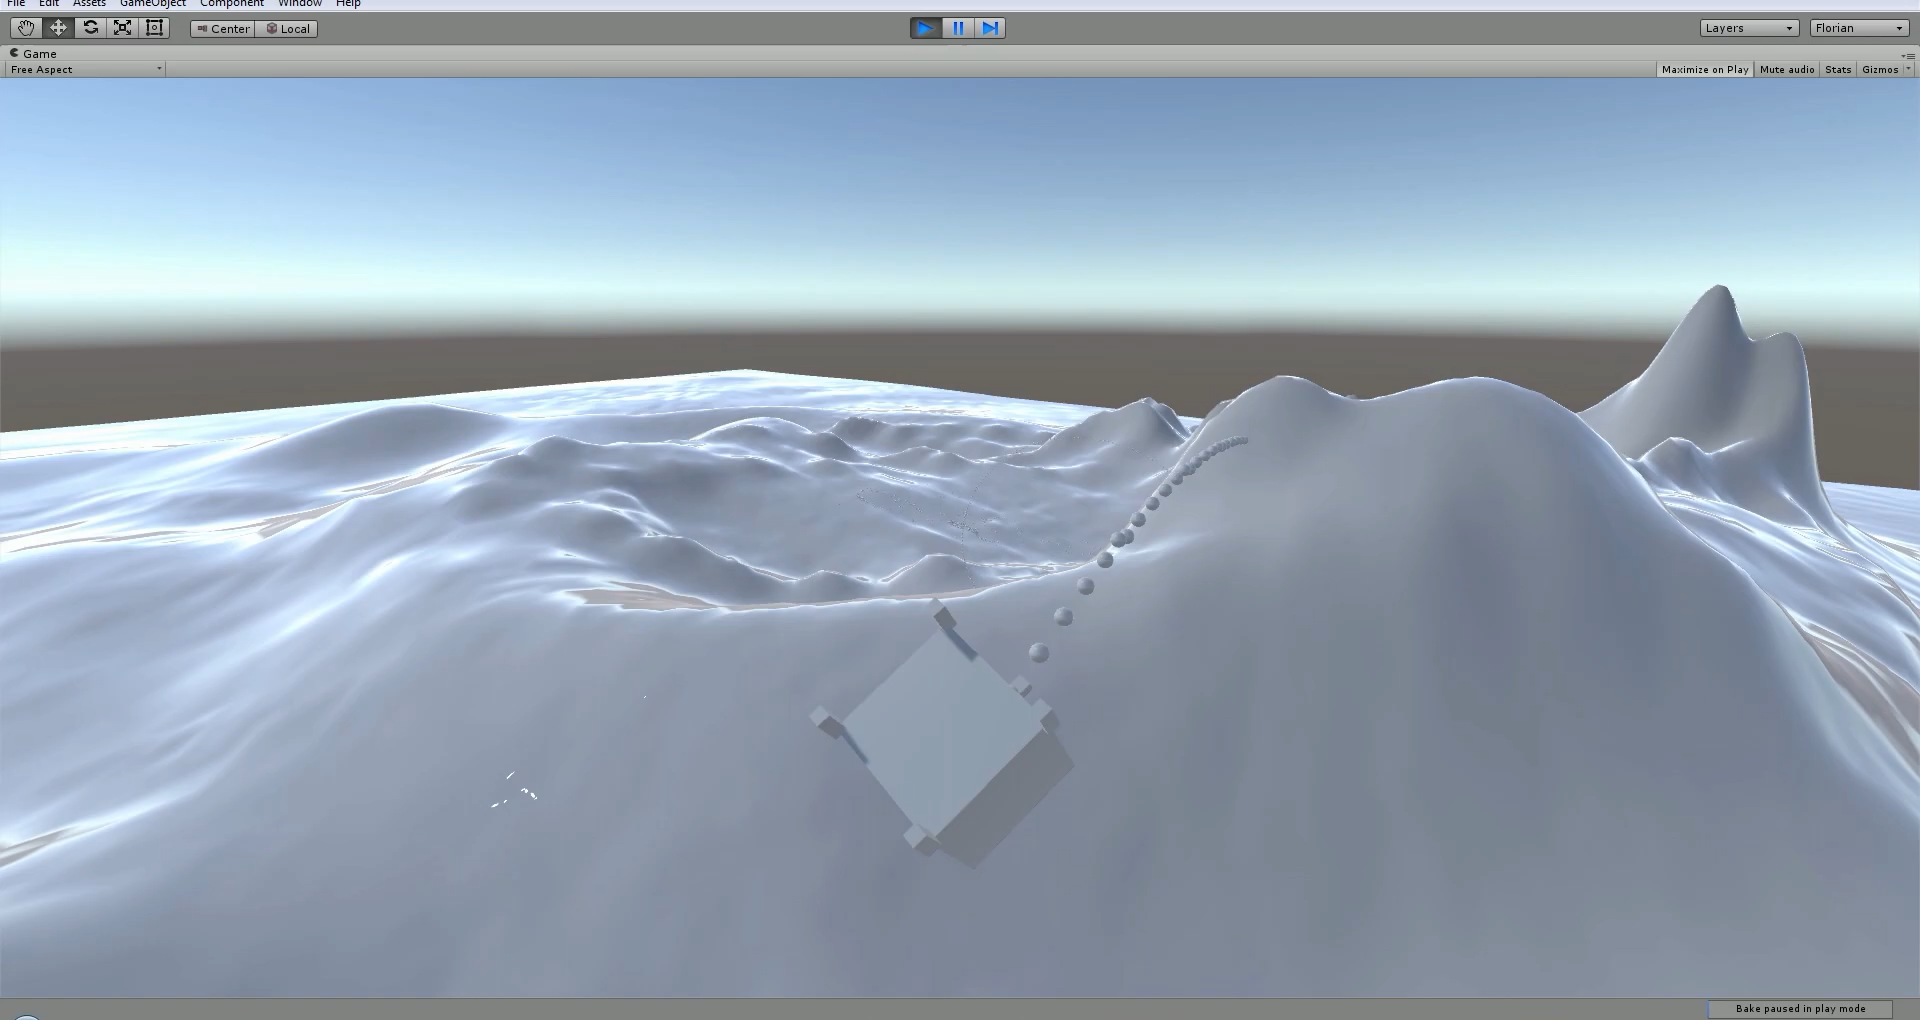 File Edit Assets GameObject Component Window Help
Center Local Layers Florian
Game
Free Aspect Maximize on Play Mute audio Stats Gizmos
Bake paused in play mode